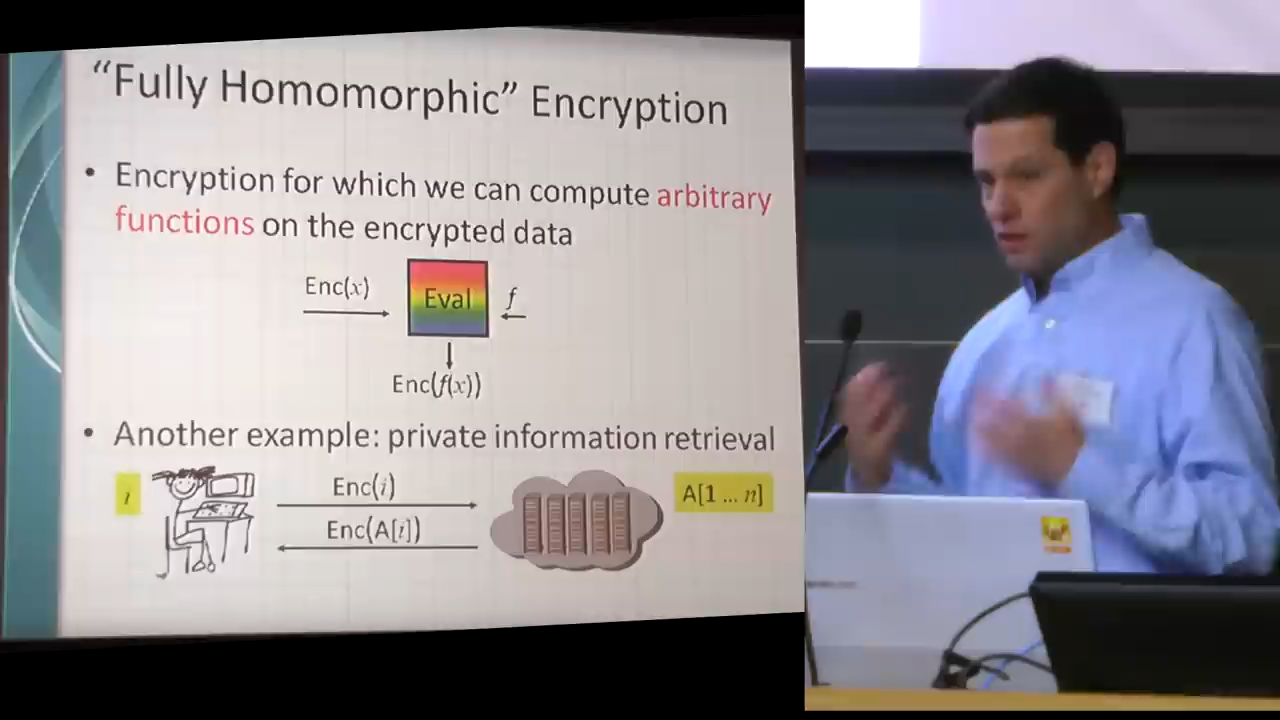 “Fully Homomorphic” Encryption
• Encryption for which we can compute arbitrary
functions on the encrypted data
Enc(x)
Eval
f
Enc(f(x))
• Another example: private information retrieval
i
Enc(i)
A[1 ... n]
Enc(A[i])